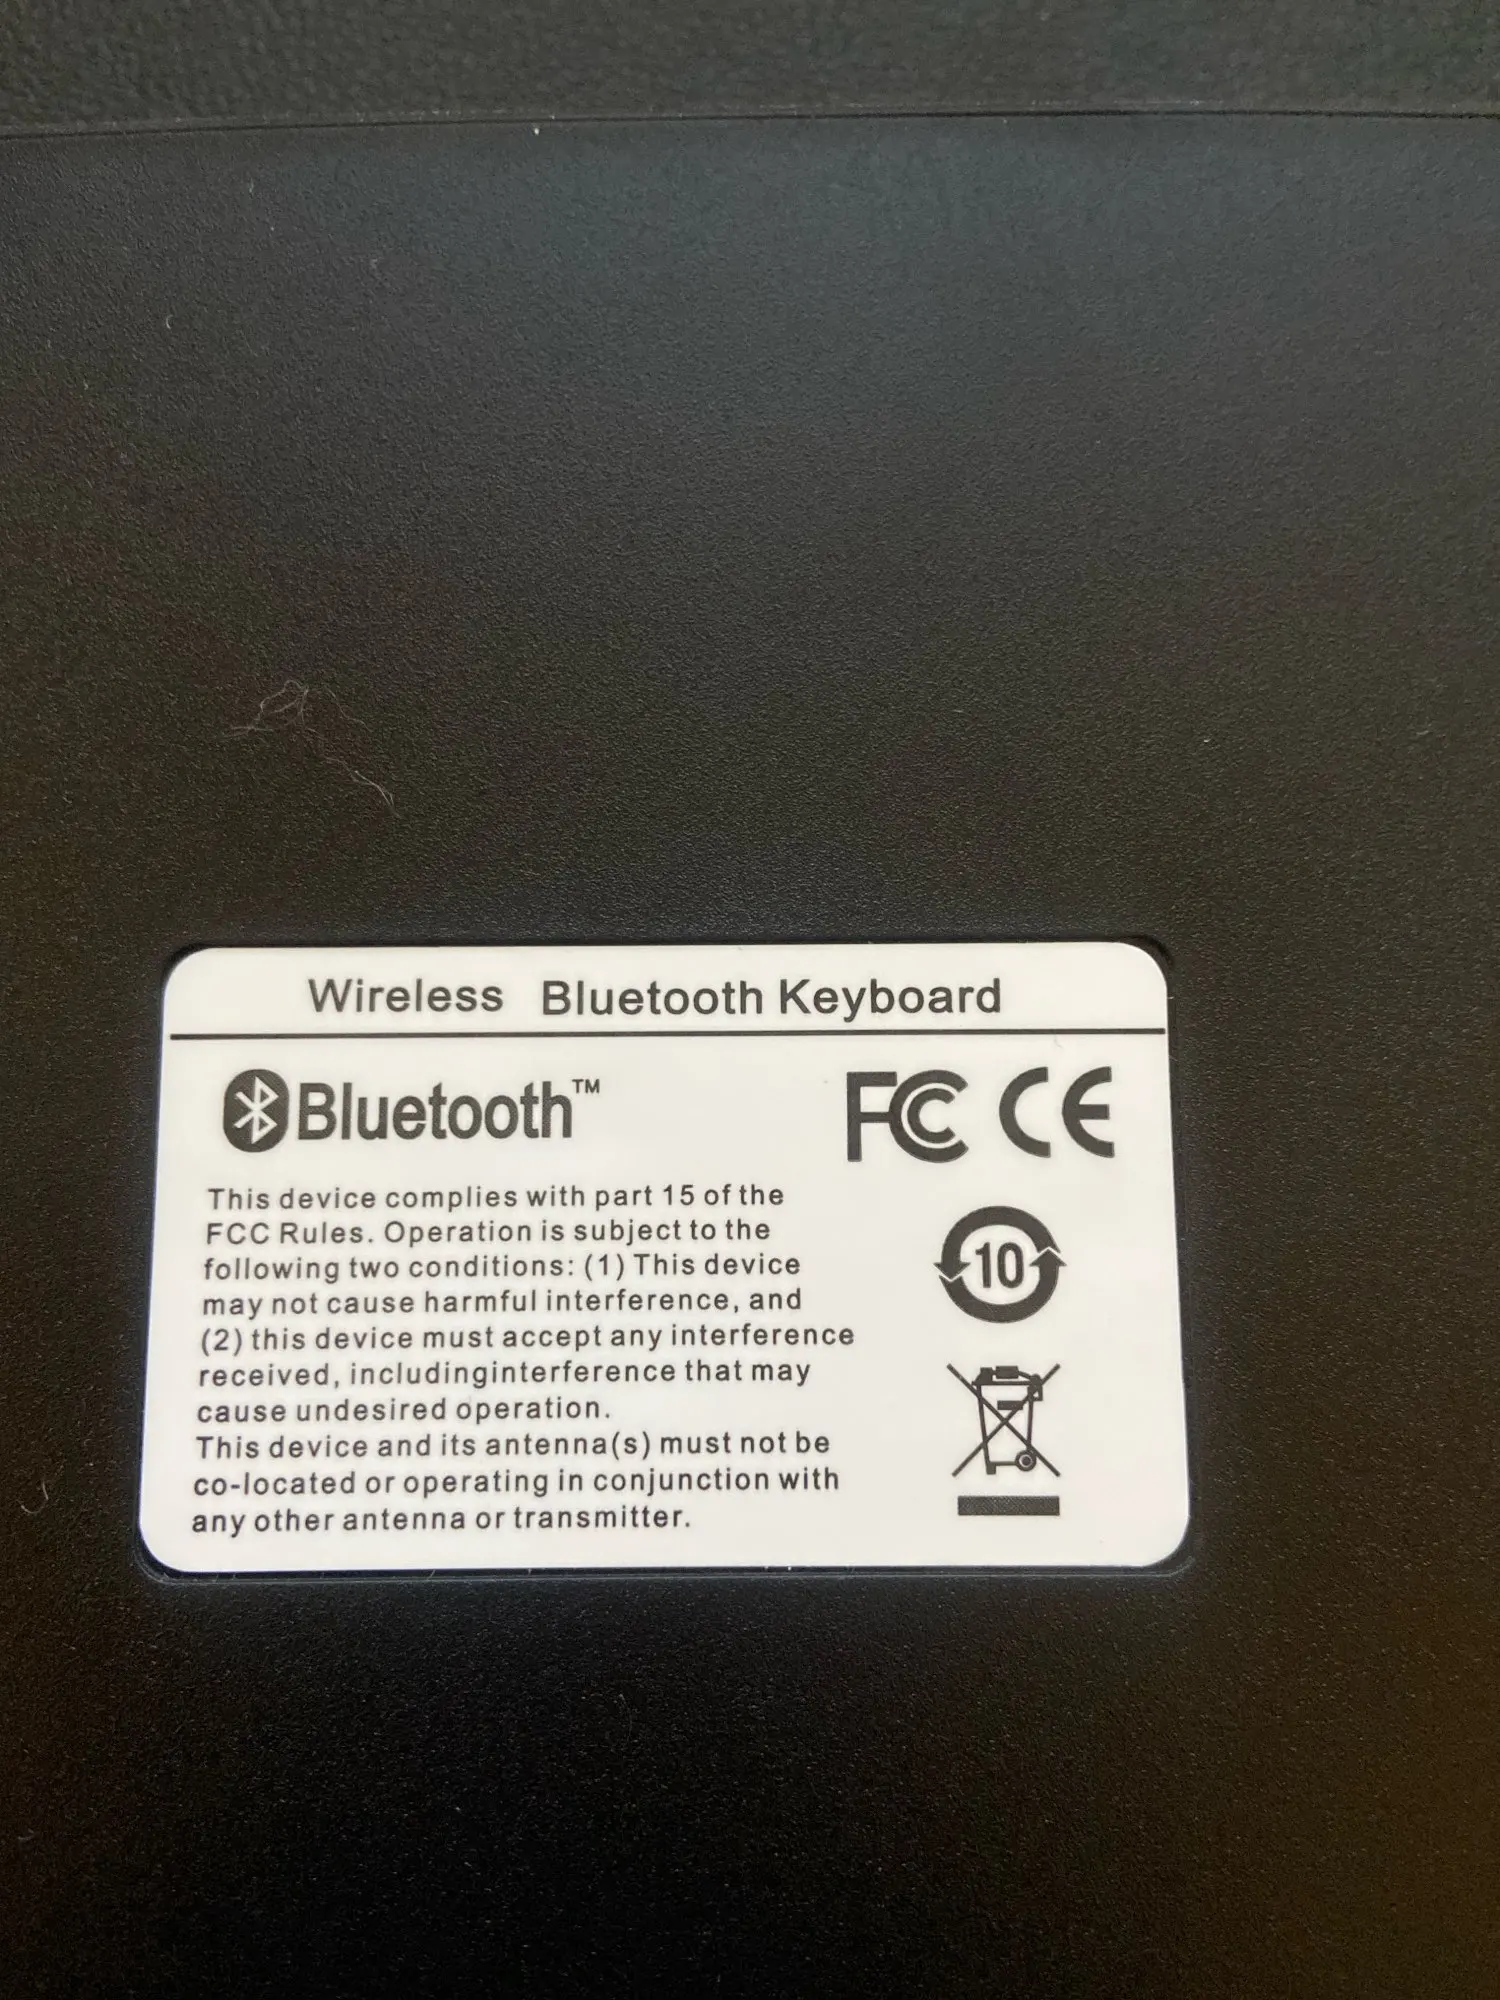 Wireless Bluetooth Keyboard
Bluetooth™
FC CE
This device complies with part 15 of the
FCC Rules. Operation is subject to the
following two conditions: (1) This device
may not cause harmful interference, and
(2) this device must accept any interference
received, includinginterference that may
cause undesired operation.
This device and its antenna(s) must not be
co-located or operating in conjunction with
any other antenna or transmitter.
10